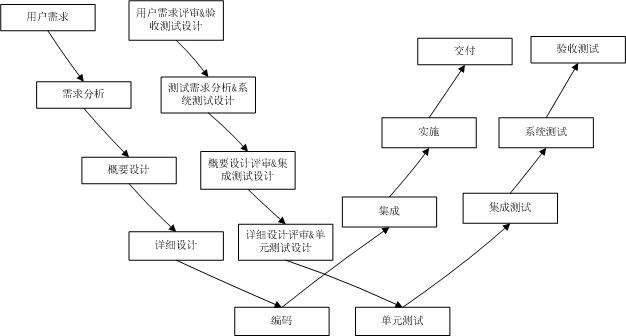 用户需求
用户需求评审&验
收测试设计
交付
验收测试
需求分析
测试需求分析&系
统测试设计
实施
系统测试
概要设计
概要设计评审&集
成测试设计
集成
集成测试
详细设计
详细设计评审&单
元测试设计
编码
单元测试